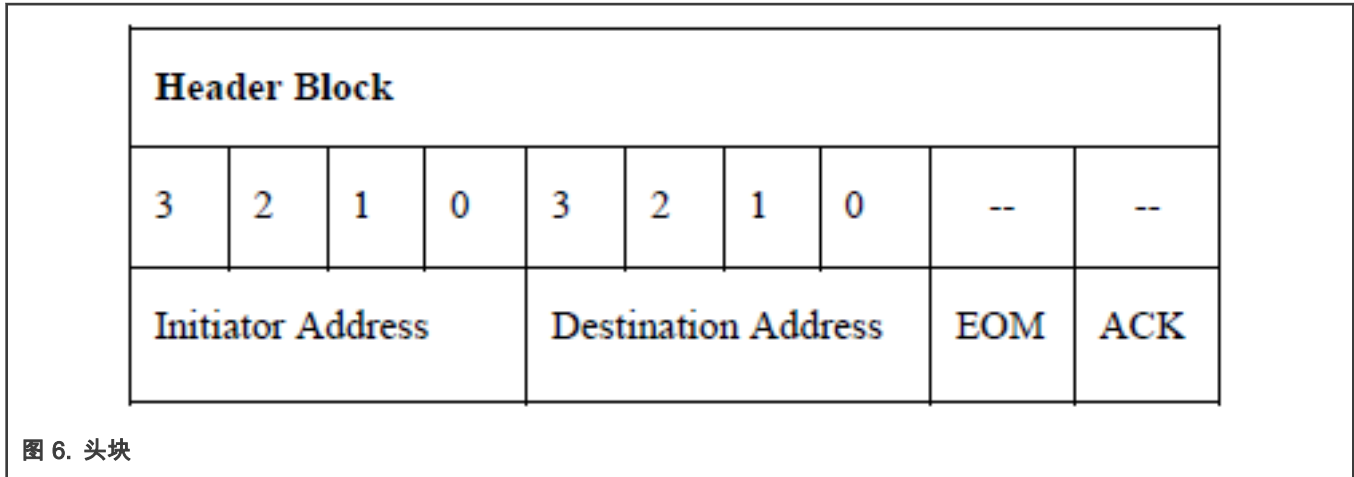 Header Block
3 2 1 0 3 2 1 0 -- --
Initiator Address Destination Address EOM ACK
图 6. 头块